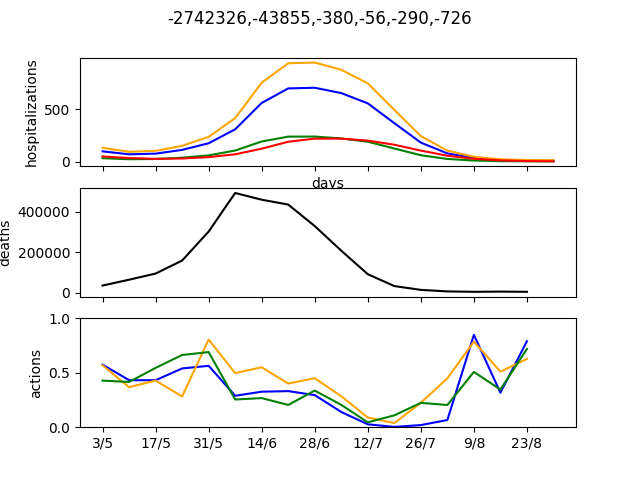 -2742326,-43855,-380,-56,-290,-726
hospitalizations
500
0
days
deaths
400000
200000
0
actions
1.0
0.5
0.0
3/5 17/5 31/5 14/6 28/6 12/7 26/7 9/8 23/8